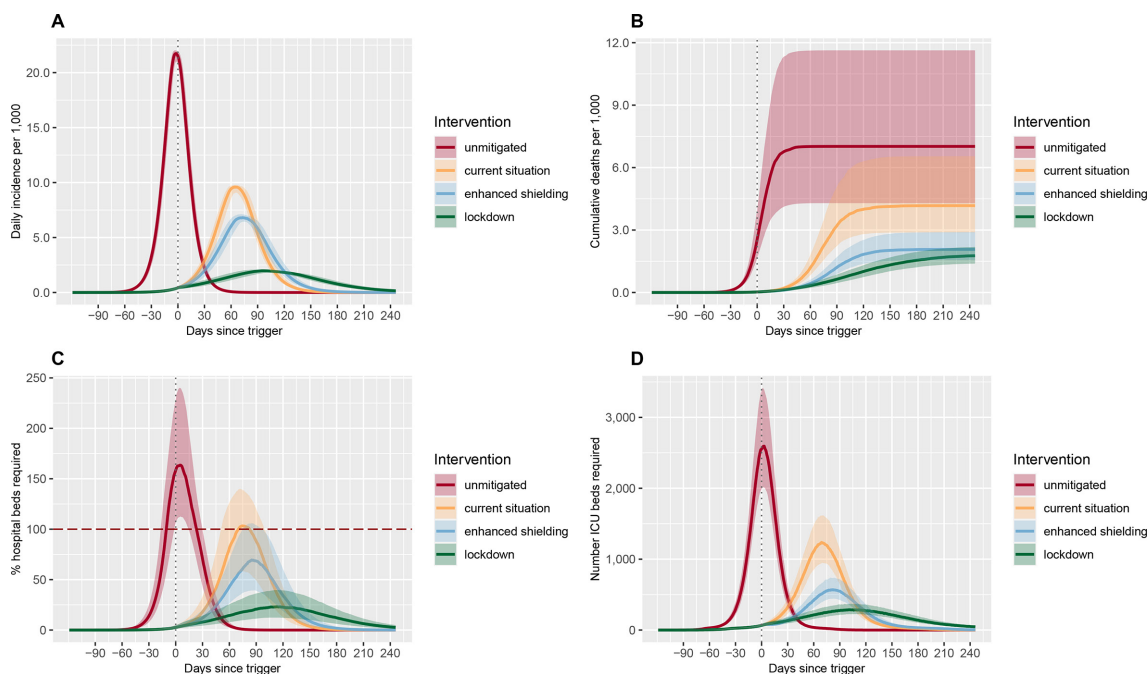 A
Daily incidence per 1,000
20.0
15.0
10.0
5.0
0.0
−90 −60 −30 0 30 60 90 120 150 180 210 240
Days since trigger
Intervention
unmitigated
current situation
enhanced shielding
lockdown
B
Cumulative deaths per 1,000
12.0
9.0
6.0
3.0
0.0
−90 −60 −30 0 30 60 90 120 150 180 210 240
Days since trigger
Intervention
unmitigated
current situation
enhanced shielding
lockdown
C
% hospital beds required
250
200
150
100
50
0
−90 −60 −30 0 30 60 90 120 150 180 210 240
Days since trigger
Intervention
unmitigated
current situation
enhanced shielding
lockdown
D
Number ICU beds required
3,000
2,000
1,000
0
−90 −60 −30 0 30 60 90 120 150 180 210 240
Days since trigger
Intervention
unmitigated
current situation
enhanced shielding
lockdown